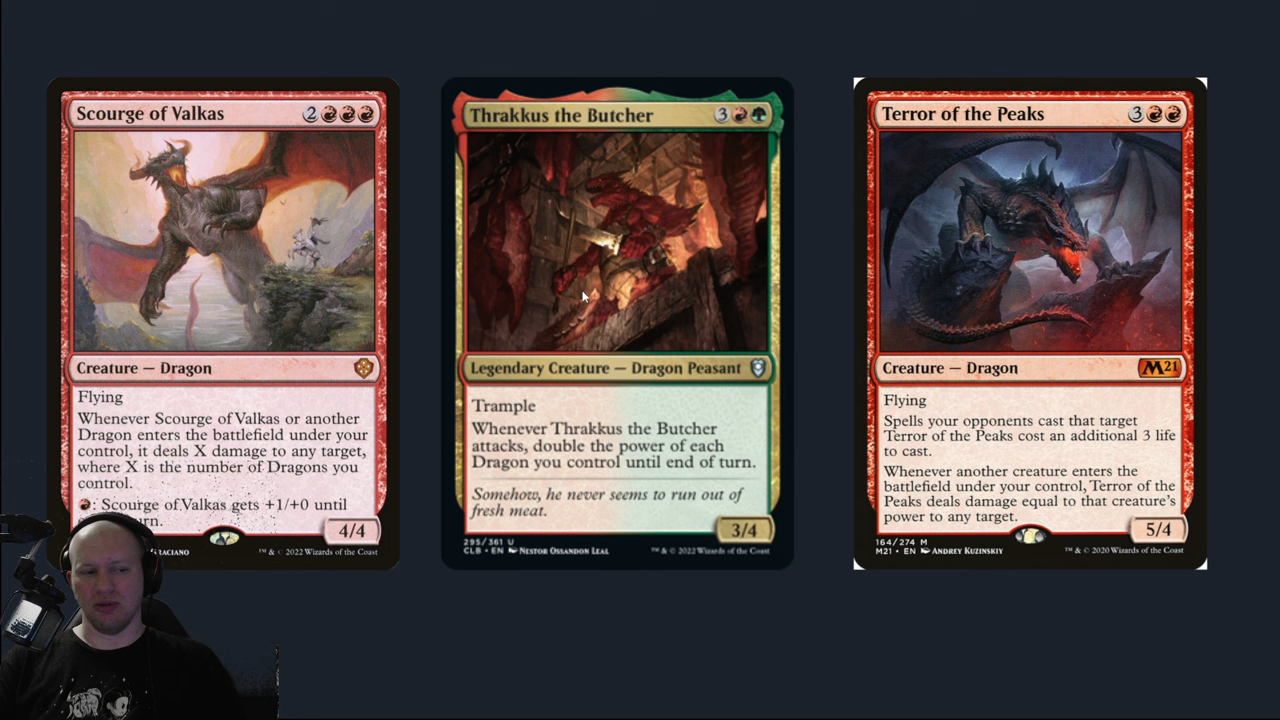 Scourge of Valkas 2
Creature — Dragon
Flying
Whenever Scourge of Valkas or another
Dragon enters the battlefield under your
control, it deals X damage to any target,
where X is the number of Dragons you
control.
: Scourge of Valkas gets +1/+0 until
turn.
4/4
GRACIANO ™ & © 2022 Wizards of the Coast
Thrakkus the Butcher 3
Legendary Creature — Dragon Peasant
Trample
Whenever Thrakkus the Butcher
attacks, double the power of each
Dragon you control until end of turn.
Somehow, he never seems to run out of
fresh meat.
3/4
295/361 U
CLB • EN Nestor Ossandon Leal ™ & © 2022 Wizards of the Coast
Terror of the Peaks 3
Creature — Dragon M21
Flying
Spells your opponents cast that target
Terror of the Peaks cost an additional 3 life
to cast.
Whenever another creature enters the
battlefield under your control, Terror of the
Peaks deals damage equal to that creature's
power to any target.
5/4
164/274 M
M21 • EN Andrey Kuzinskiy ™ & © 2020 Wizards of the Coast